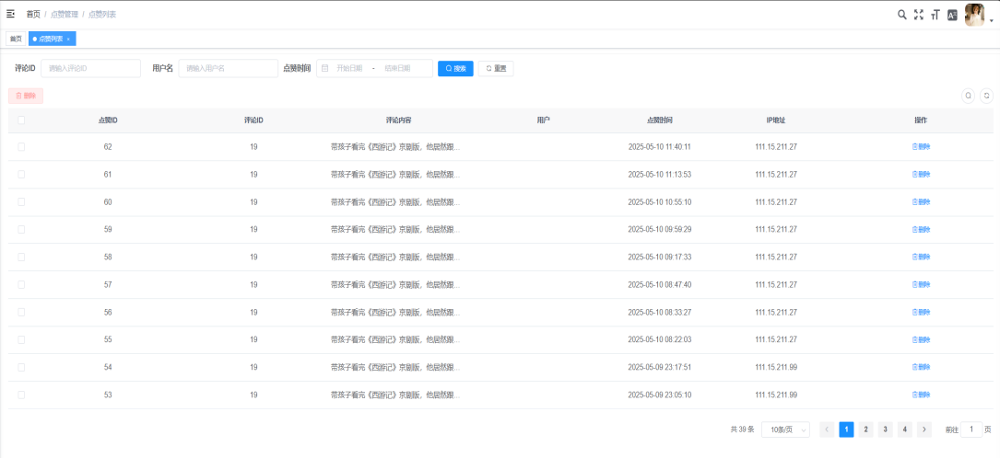 首页 / 点赞管理 / 点赞列表
首页 点赞列表 ×
评论ID 请输入评论ID 用户名 请输入用户名 点赞时间 开始日期 - 结束日期 搜索 重置
删除
点赞ID 评论ID 评论内容 用户 点赞时间 IP地址 操作
62 19 带孩子看完《西游记》京剧版，他居然跟... 2025-05-10 11:40:11 111.15.211.27 删除
61 19 带孩子看完《西游记》京剧版，他居然跟... 2025-05-10 11:13:53 111.15.211.27 删除
60 19 带孩子看完《西游记》京剧版，他居然跟... 2025-05-10 10:55:10 111.15.211.27 删除
59 19 带孩子看完《西游记》京剧版，他居然跟... 2025-05-10 09:59:29 111.15.211.27 删除
58 19 带孩子看完《西游记》京剧版，他居然跟... 2025-05-10 09:17:33 111.15.211.27 删除
57 19 带孩子看完《西游记》京剧版，他居然跟... 2025-05-10 08:47:40 111.15.211.27 删除
56 19 带孩子看完《西游记》京剧版，他居然跟... 2025-05-10 08:33:27 111.15.211.27 删除
55 19 带孩子看完《西游记》京剧版，他居然跟... 2025-05-10 08:22:03 111.15.211.27 删除
54 19 带孩子看完《西游记》京剧版，他居然跟... 2025-05-09 23:17:51 111.15.211.99 删除
53 19 带孩子看完《西游记》京剧版，他居然跟... 2025-05-09 23:05:10 111.15.211.99 删除
共 39 条 10条/页 1 2 3 4 前往 1 页